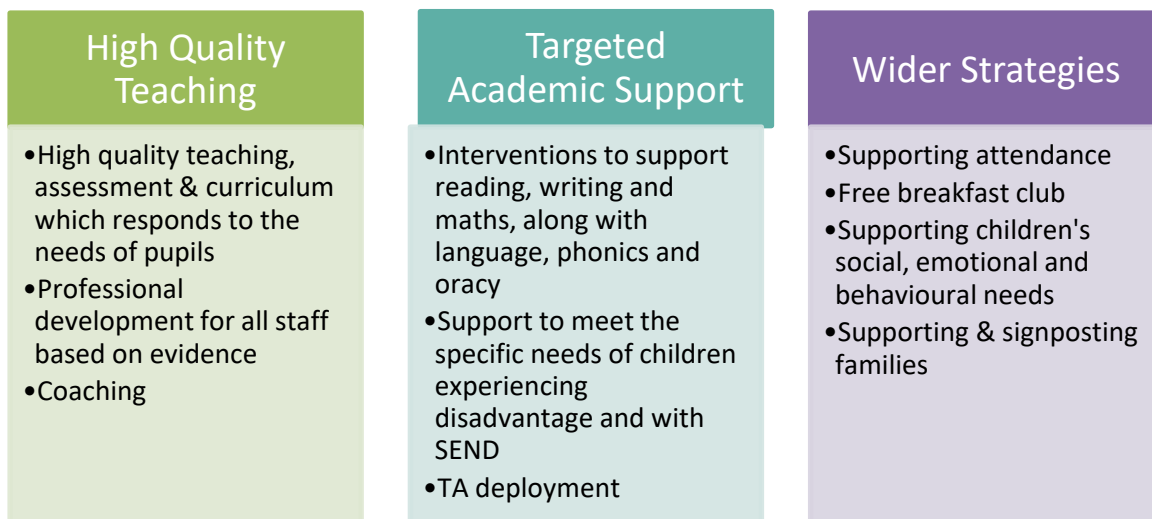 High Quality
Teaching
•High quality teaching,
assessment & curriculum
which responds to the
needs of pupils
•Professional
development for all staff
based on evidence
•Coaching
Targeted
Academic Support
•Interventions to support
reading, writing and
maths, along with
language, phonics and
oracy
•Support to meet the
specific needs of children
experiencing
disadvantage and with
SEND
•TA deployment
Wider Strategies
•Supporting attendance
•Free breakfast club
•Supporting children's
social, emotional and
behavioural needs
•Supporting & signposting
families